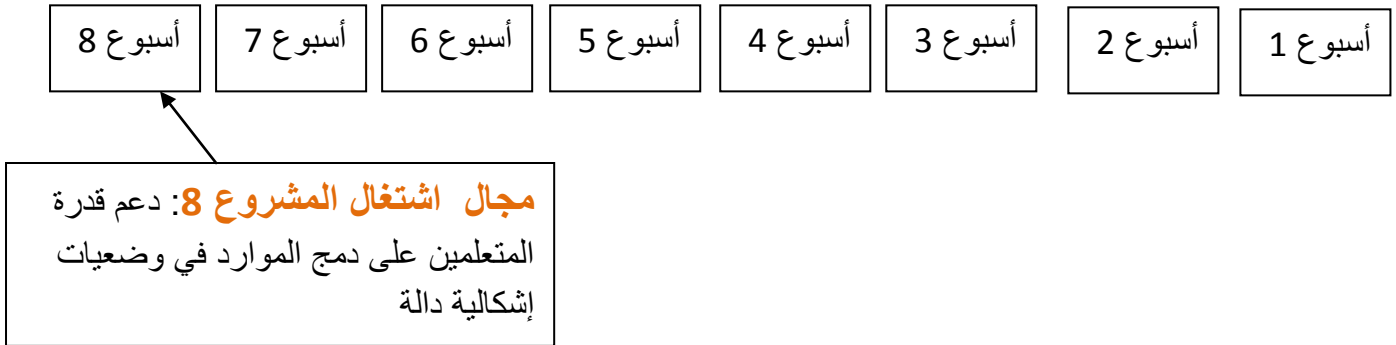 أسبوع 1
أسبوع 2
أسبوع 3
أسبوع 4
أسبوع 5
أسبوع 6
أسبوع 7
أسبوع 8
مجال اشتغال المشروع 8: دعم قدرة
المتعلمين على دمج الموارد في وضعيات
إشكالية دالة